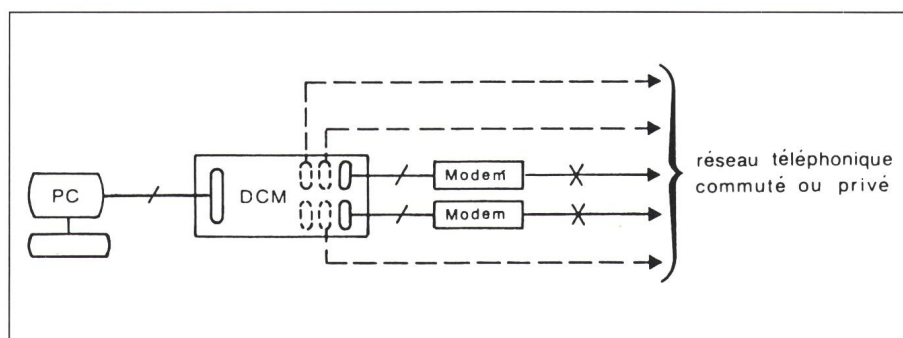 PC
DCM
Modem
Modem
réseau téléphonique
commuté ou privé